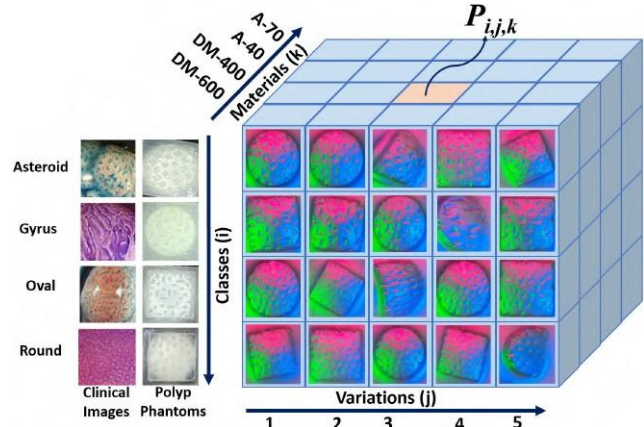 A-70
A-40
DM-400
DM-600
Materials (k)
P i,j,k
Asteroid
Gyrus
Oval
Round
Classes (i)
Clinical Images
Polyp Phantoms
Variations (j)
1 2 3 4 5